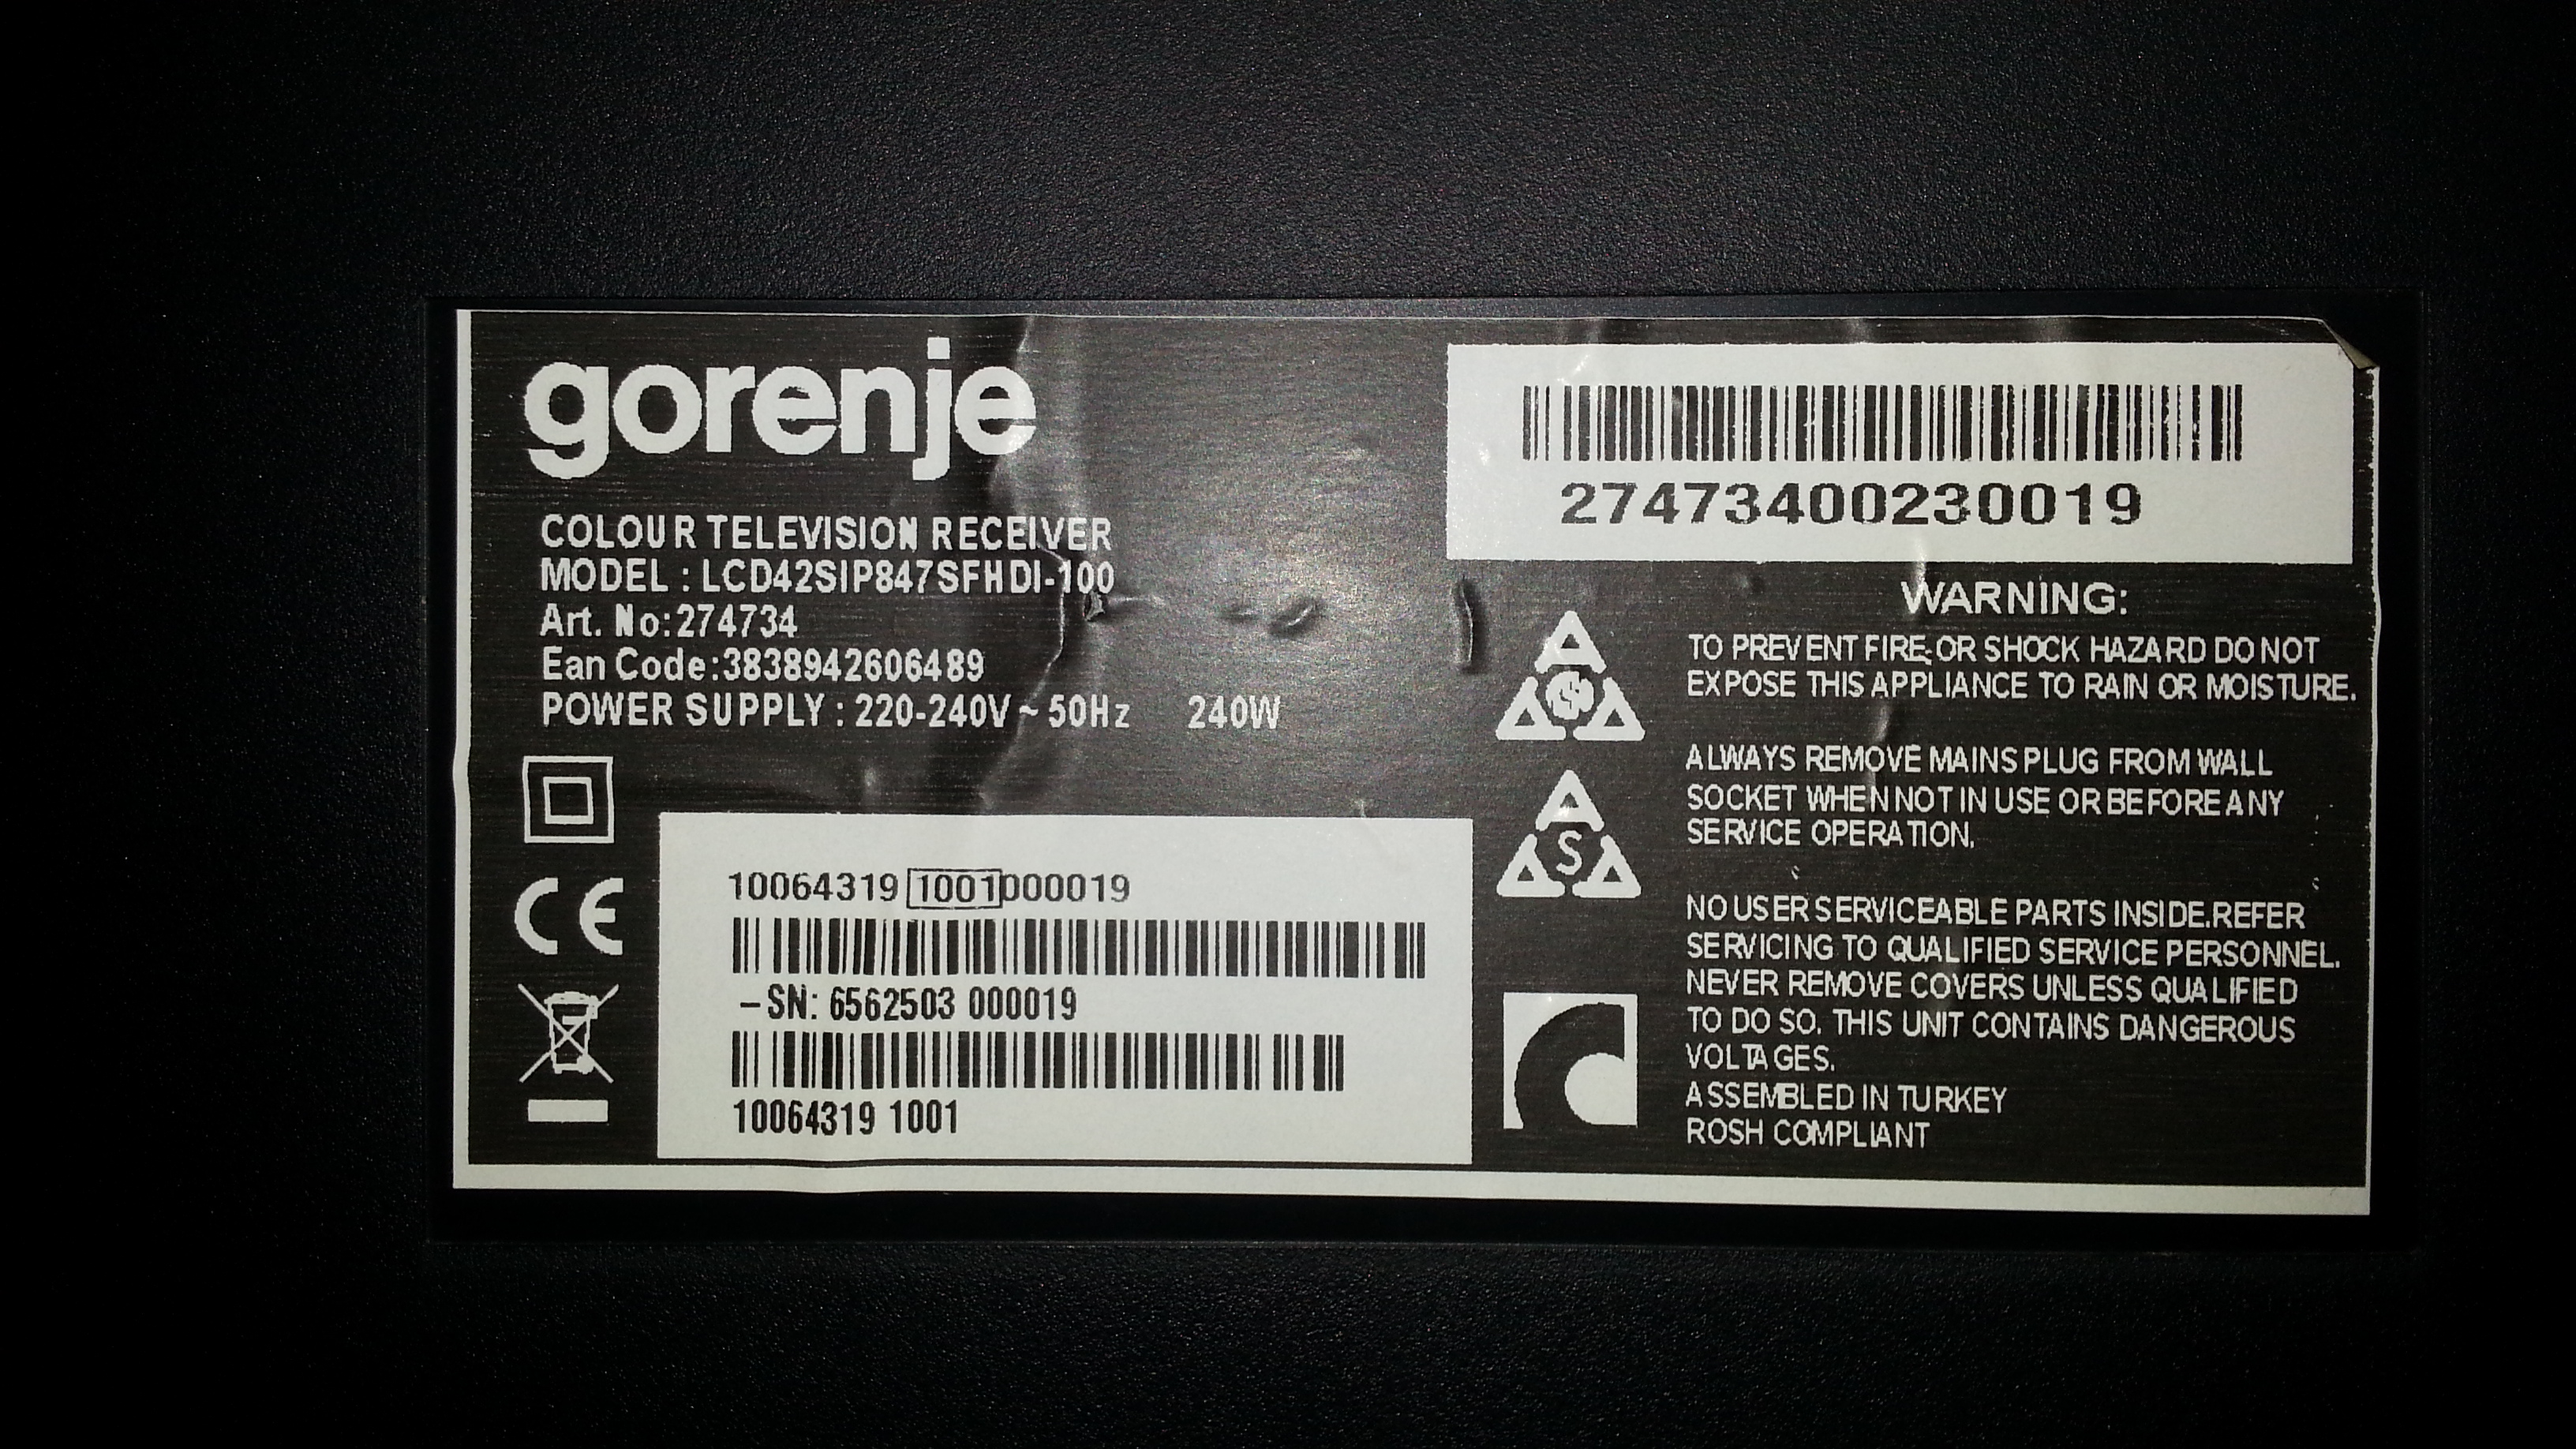 gorenje
COLOUR TELEVISION RECEIVER
MODEL : LCD42SIP847SFHDI-100
Art. No:274734
Ean Code:3838942606489
POWER SUPPLY : 220-240V ~ 50Hz 240W
CE
10064319 1001000019
–SN: 6562503 000019
10064319 1001
27473400230019
WARNING:
TO PREVENT FIRE OR SHOCK HAZARD DO NOT
EXPOSE THIS APPLIANCE TO RAIN OR MOISTURE.
ALWAYS REMOVE MAINS PLUG FROM WALL
SOCKET WHEN NOT IN USE OR BEFORE ANY
SERVICE OPERATION.
NO USER SERVICEABLE PARTS INSIDE.REFER
SERVICING TO QUALIFIED SERVICE PERSONNEL.
NEVER REMOVE COVERS UNLESS QUALIFIED
TO DO SO. THIS UNIT CONTAINS DANGEROUS
VOLTAGES.
ASSEMBLED IN TURKEY
ROSH COMPLIANT
A
S